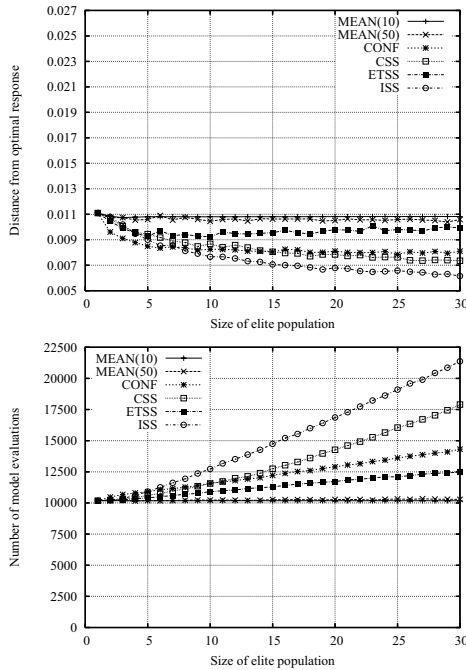 0.027
0.025
0.023
0.021
0.019
0.017
0.015
0.013
0.011
0.009
0.007
0.005
Distance from optimal response
MEAN(10)
MEAN(50)
CONF
CSS
ETSS
ISS
0 5 10 15 20 25 30
Size of elite population
22500
20000
17500
15000
12500
10000
7500
5000
2500
0
Number of model evaluations
MEAN(10)
MEAN(50)
CONF
CSS
ETSS
ISS
0 5 10 15 20 25 30
Size of elite population